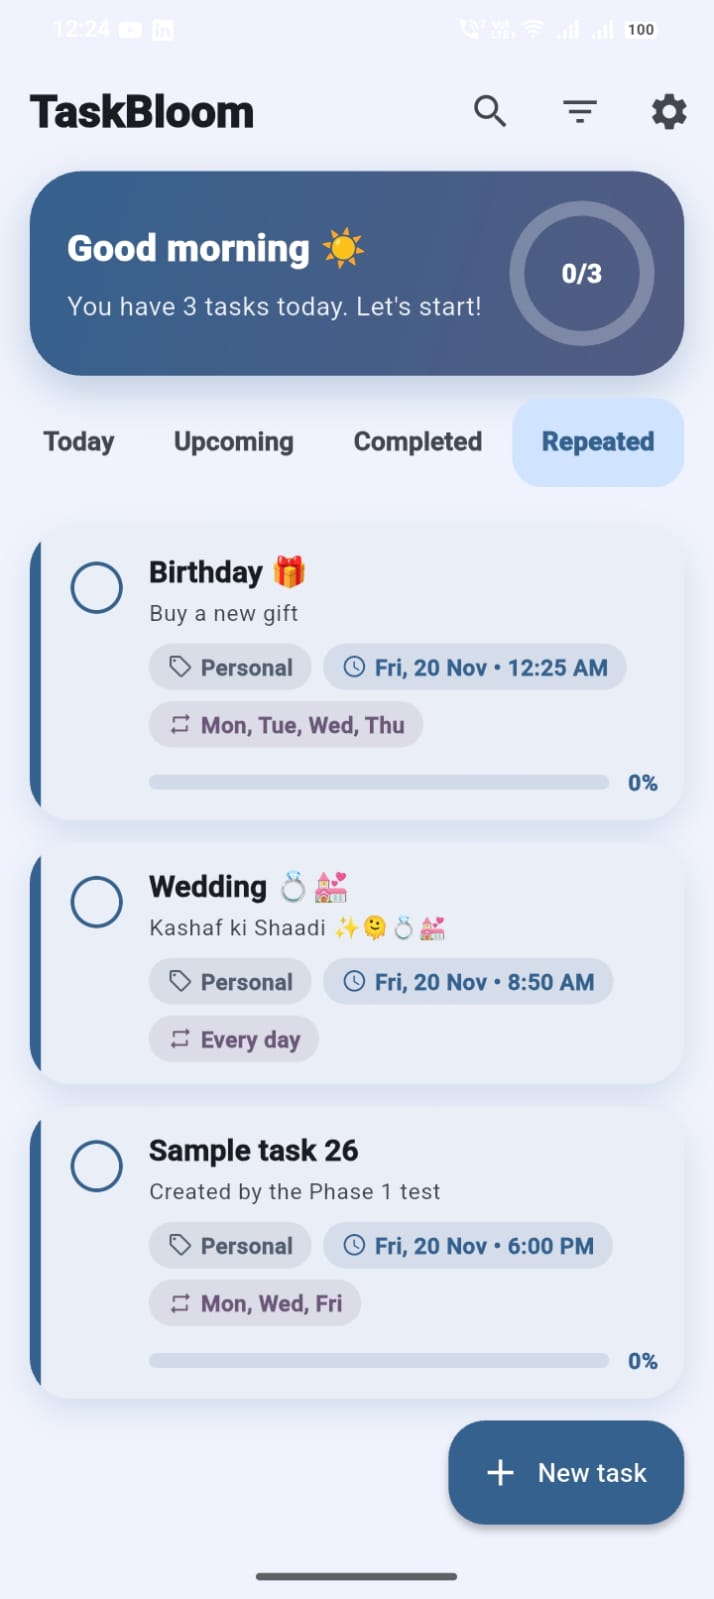 12:24
100
TaskBloom
Good morning ☀️
You have 3 tasks today. Let's start!
0/3
Today Upcoming Completed Repeated
Birthday 🎁
Buy a new gift
Personal Fri, 20 Nov • 12:25 AM
Mon, Tue, Wed, Thu
0%
Wedding 💍💒
Kashaf ki Shaadi ✨🫠💍💒
Personal Fri, 20 Nov • 8:50 AM
Every day
Sample task 26
Created by the Phase 1 test
Personal Fri, 20 Nov • 6:00 PM
Mon, Wed, Fri
0%
+ New task